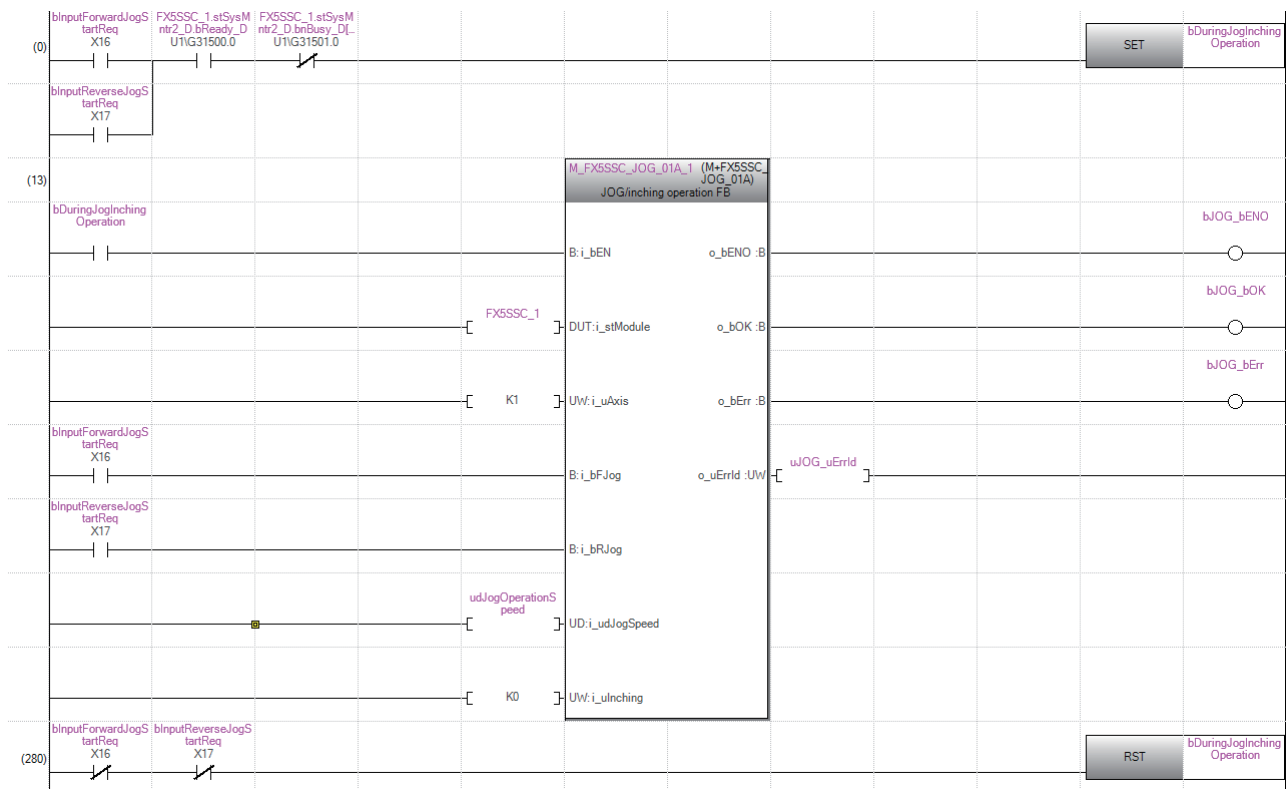 bInputForwardJogS
tartReq
X16
FX5SSC_1.stSysM
ntr2_D.bReady_D
U1\G31500.0
FX5SSC_1.stSysM
ntr2_D.bnBusy_D[...
U1\G31501.0
(0)
SET
bDuringJogInching
Operation
bInputReverseJogS
tartReq
X17
(13)
M_FX5SSC_JOG_01A_1
(M+FX5SSC_
JOG_01A)
JOG/inching operation FB
bDuringJogInching
Operation
B:i_bEN
o_bENO :B
bJOG_bENO
FX5SSC_1
DUT:i_stModule
o_bOK :B
bJOG_bOK
K1
UW:i_uAxis
o_bErr :B
bJOG_bErr
bInputForwardJogS
tartReq
X16
B:i_bFJog
o_uErrId :UW
uJOG_uErrId
bInputReverseJogS
tartReq
X17
B:i_bRJog
udJogOperationS
peed
UD:i_udJogSpeed
K0
UW:i_uInching
bInputForwardJogS
tartReq
X16
bInputReverseJogS
tartReq
X17
(280)
RST
bDuringJogInching
Operation